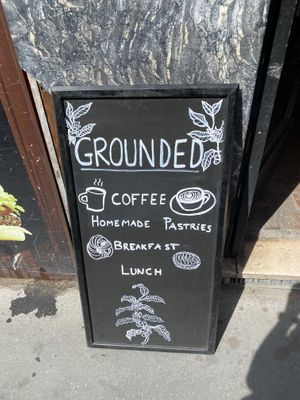 GROUNDED
COFFEE
HOMEMADE PASTRIES
BREAKFAST
LUNCH